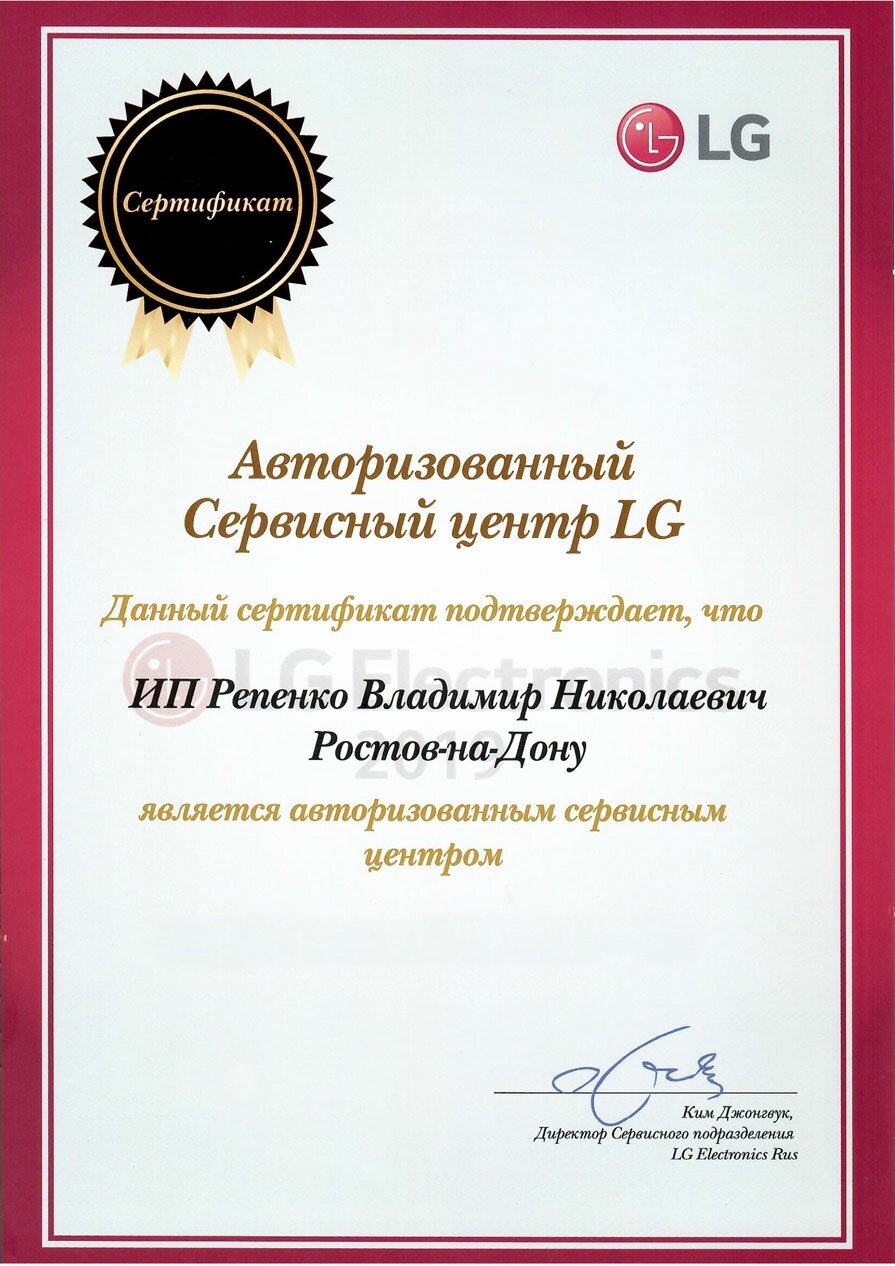 Сертификат
LG
Авторизованный
Сервисный центр LG
Данный сертификат подтверждает, что
LG Electronics
ИП Репенко Владимир Николаевич
2019
Ростов-на-Дону
является авторизованным сервисным
центром
Ким Джонгвук,
Директор Сервисного подразделения
LG Electronics Rus